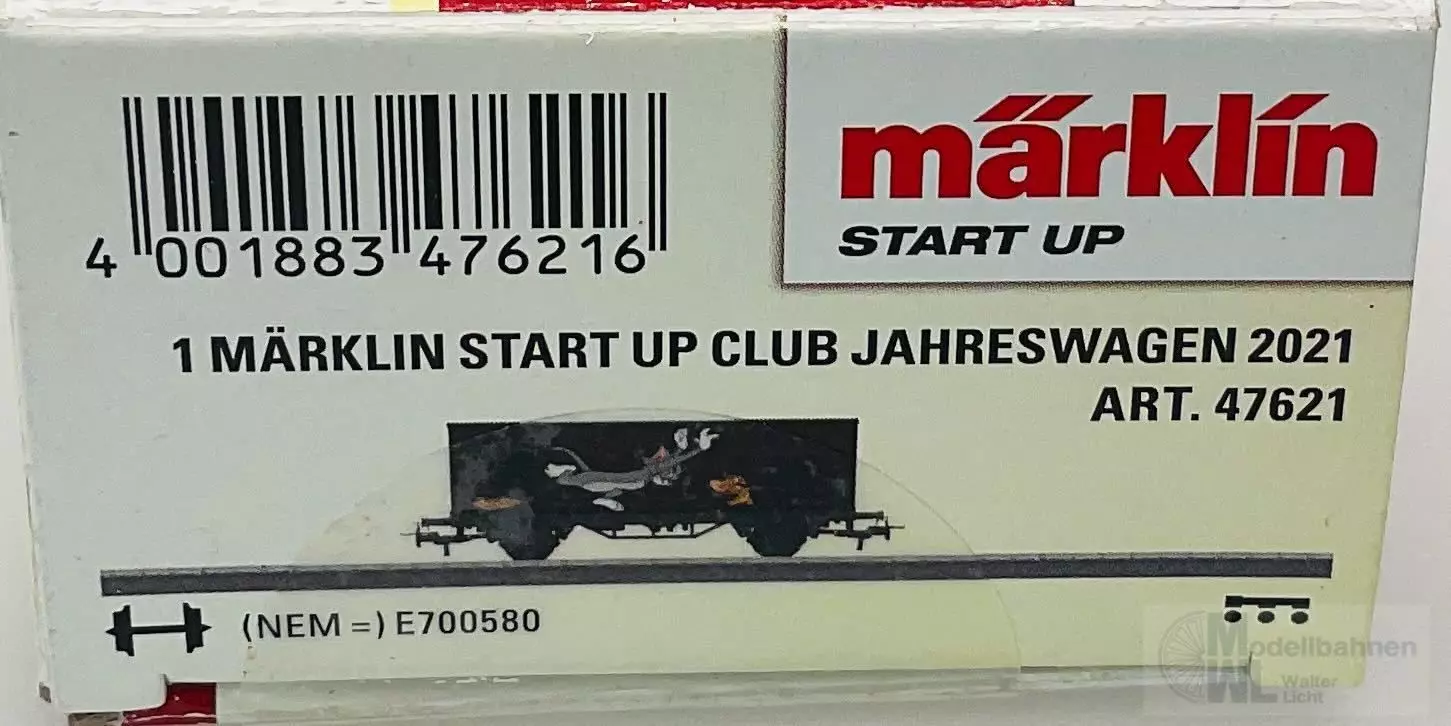 märklin
START UP
4 001883 476216
1 MÄRKLIN START UP CLUB JAHRESWAGEN 2021
ART. 47621
(NEM =) E700580
Modellbahnen
WL Walter
Licht